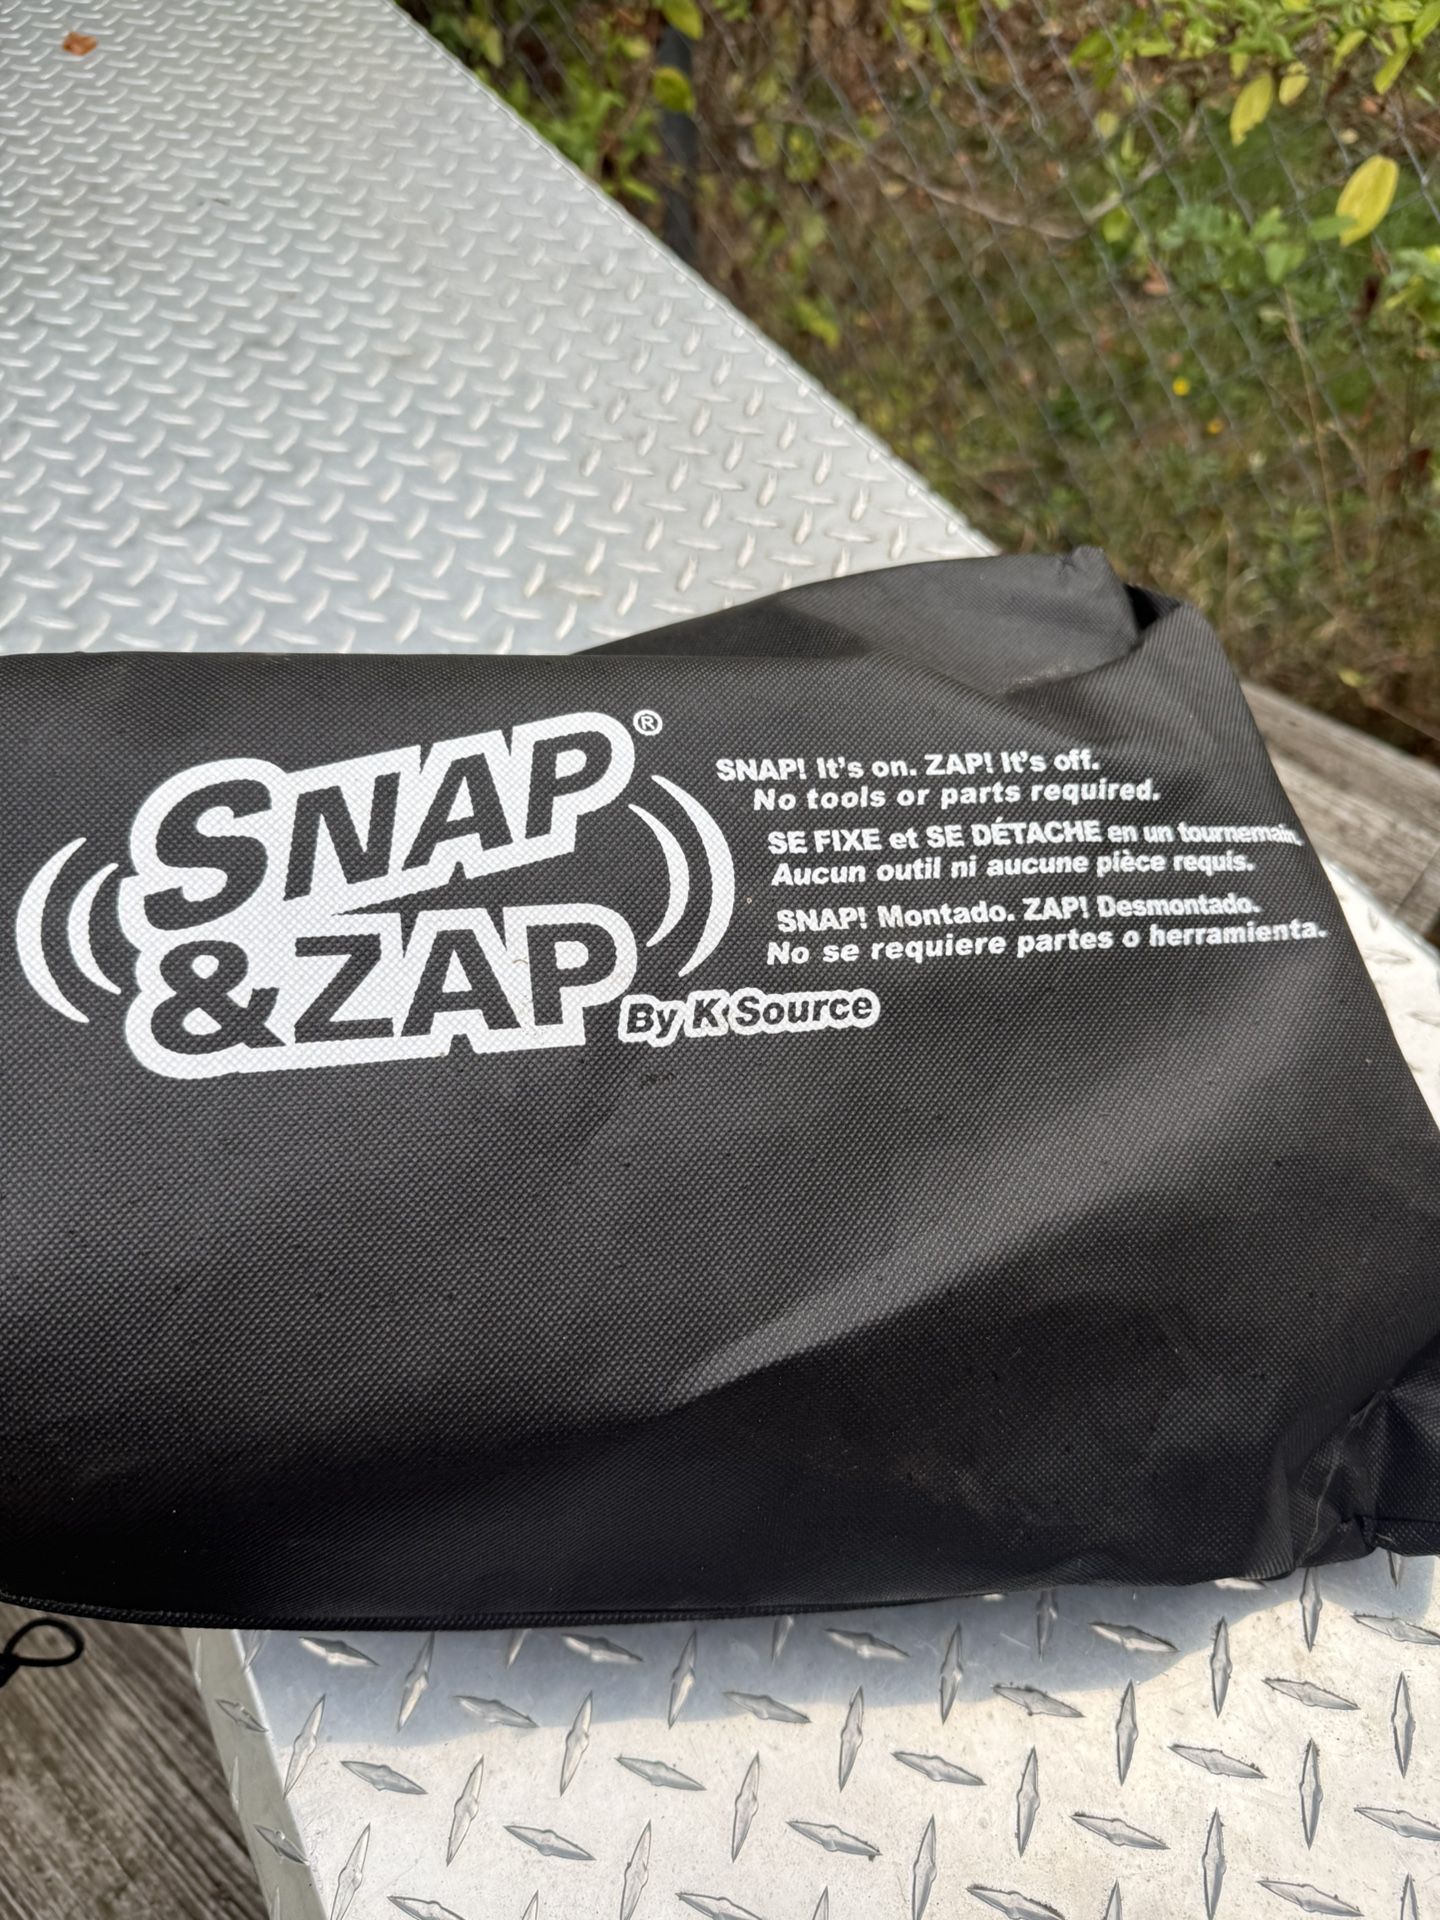 SNAP®
& ZAP
By K Source
SNAP! It's on. ZAP! It's off.
No tools or parts required.
SE FIXE et SE DÉTACHE en un tournemain.
Aucun outil ni aucune pièce requis.
SNAP! Montado. ZAP! Desmontado.
No se requiere partes o herramienta.